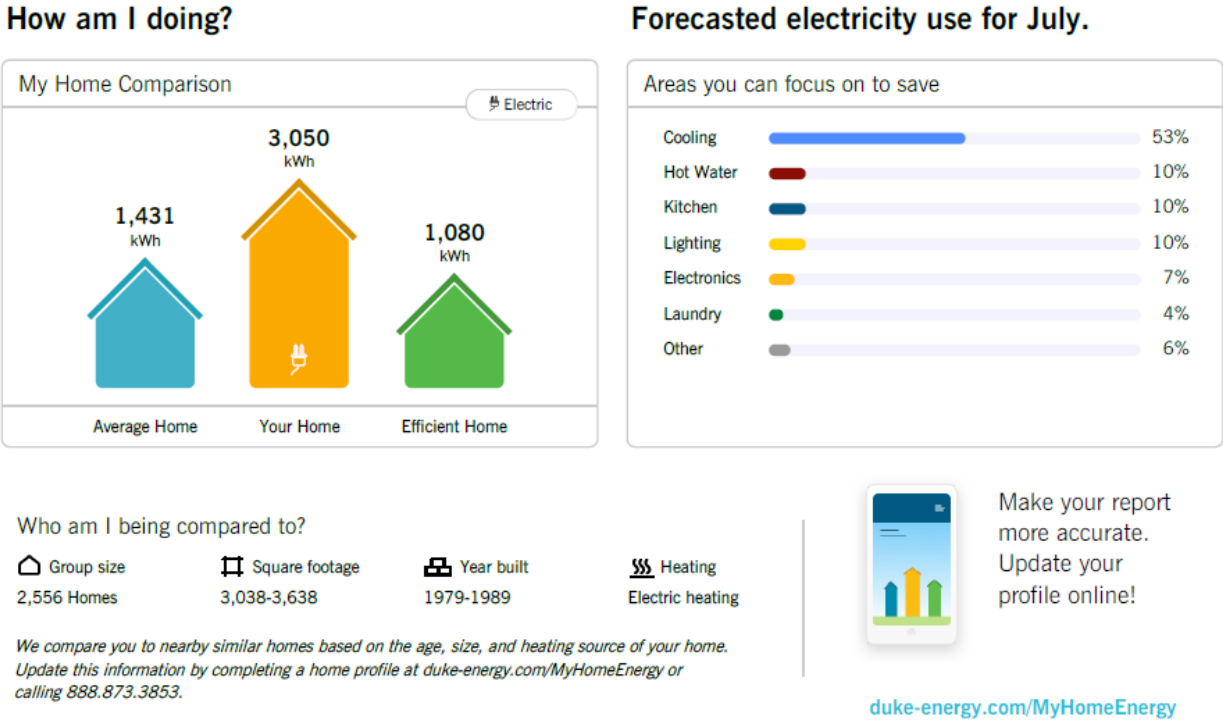 How am I doing?
My Home Comparison
Electric
3,050
kWh
1,431
kWh
1,080
kWh
Average Home
Your Home
Efficient Home
Forecasted electricity use for July.
Areas you can focus on to save
Cooling 53%
Hot Water 10%
Kitchen 10%
Lighting 10%
Electronics 7%
Laundry 4%
Other 6%
Who am I being compared to?
Group size
2,556 Homes
Square footage
3,038-3,638
Year built
1979-1989
Heating
Electric heating
We compare you to nearby similar homes based on the age, size, and heating source of your home.
Update this information by completing a home profile at duke-energy.com/MyHomeEnergy or
calling 888.873.3853.
Make your report
more accurate.
Update your
profile online!
duke-energy.com/MyHomeEnergy